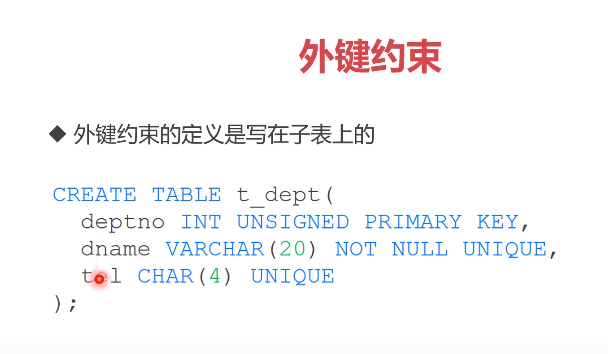 外键约束
◆ 外键约束的定义是写在子表上的
CREATE TABLE t_dept(
deptno INT UNSIGNED PRIMARY KEY,
dname VARCHAR(20) NOT NULL UNIQUE,
tel CHAR(4) UNIQUE
);